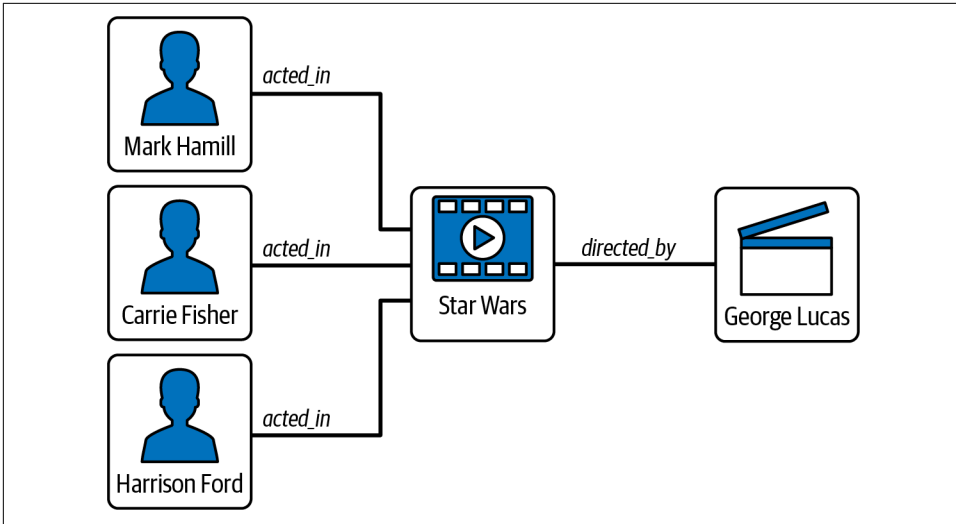 acted_in
Mark Hamill
acted_in
Carrie Fisher
acted_in
Harrison Ford
Star Wars
directed_by
George Lucas